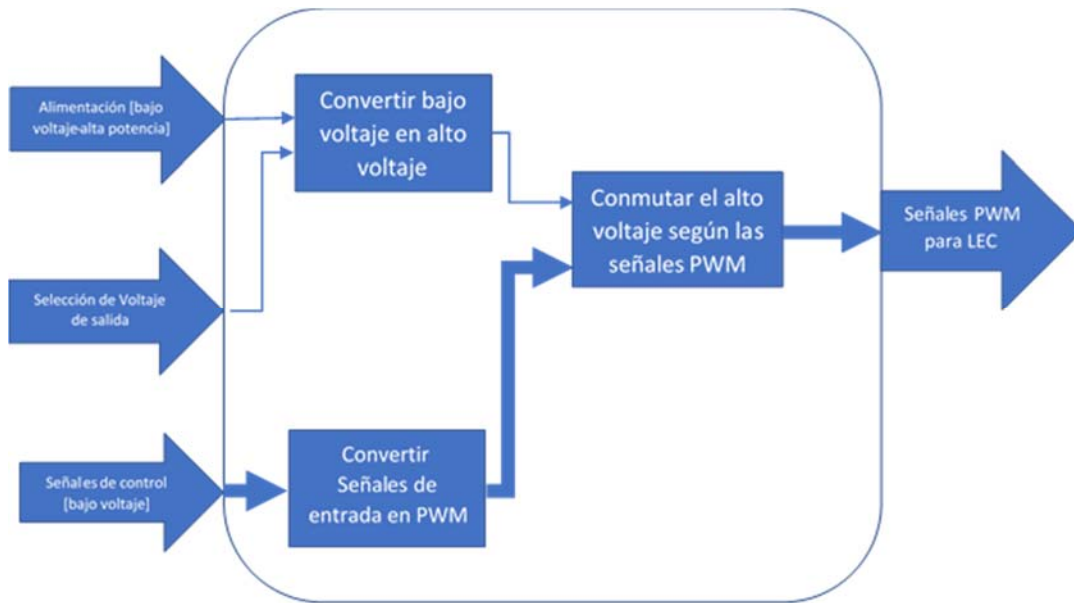 Alimentación [bajo
voltaje-alta potencia]
Convertir bajo
voltaje en alto
voltaje
Conmutar el alto
voltaje según las
señales PWM
Señales PWM
para LEC
Selección de Voltaje
de salida
Señales de control
[bajo voltaje]
Convertir
Señales de
entrada en PWM